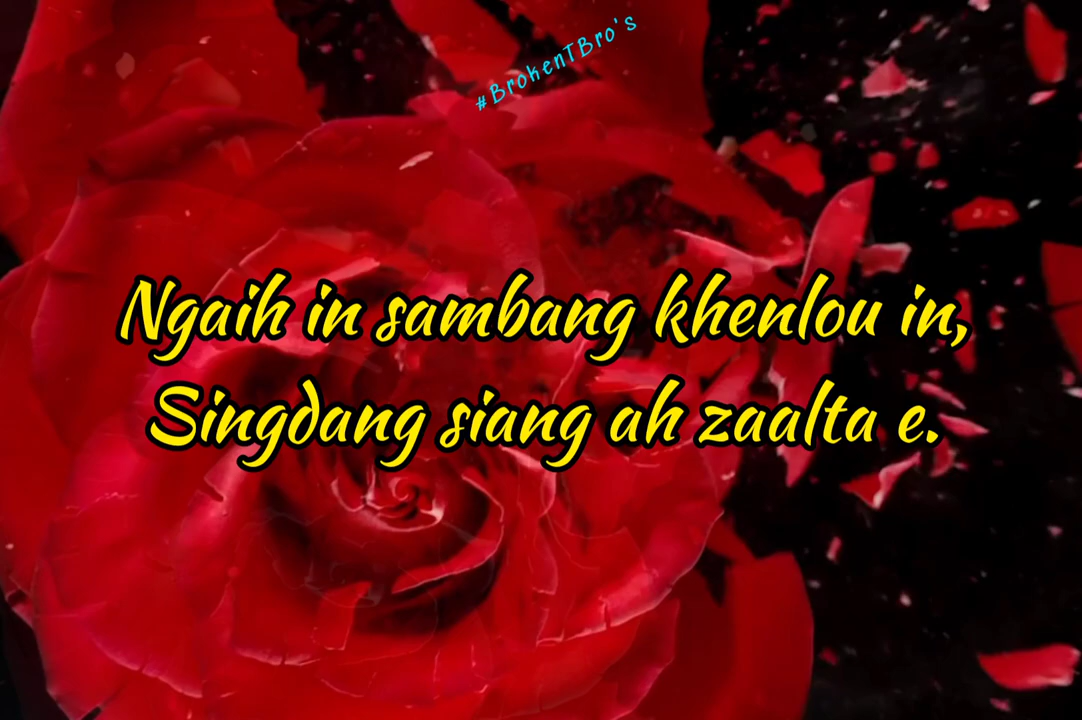 #BrokenTBro's
Ngaih in sambang khenlou in,
Singdang siang ah zaalta e.